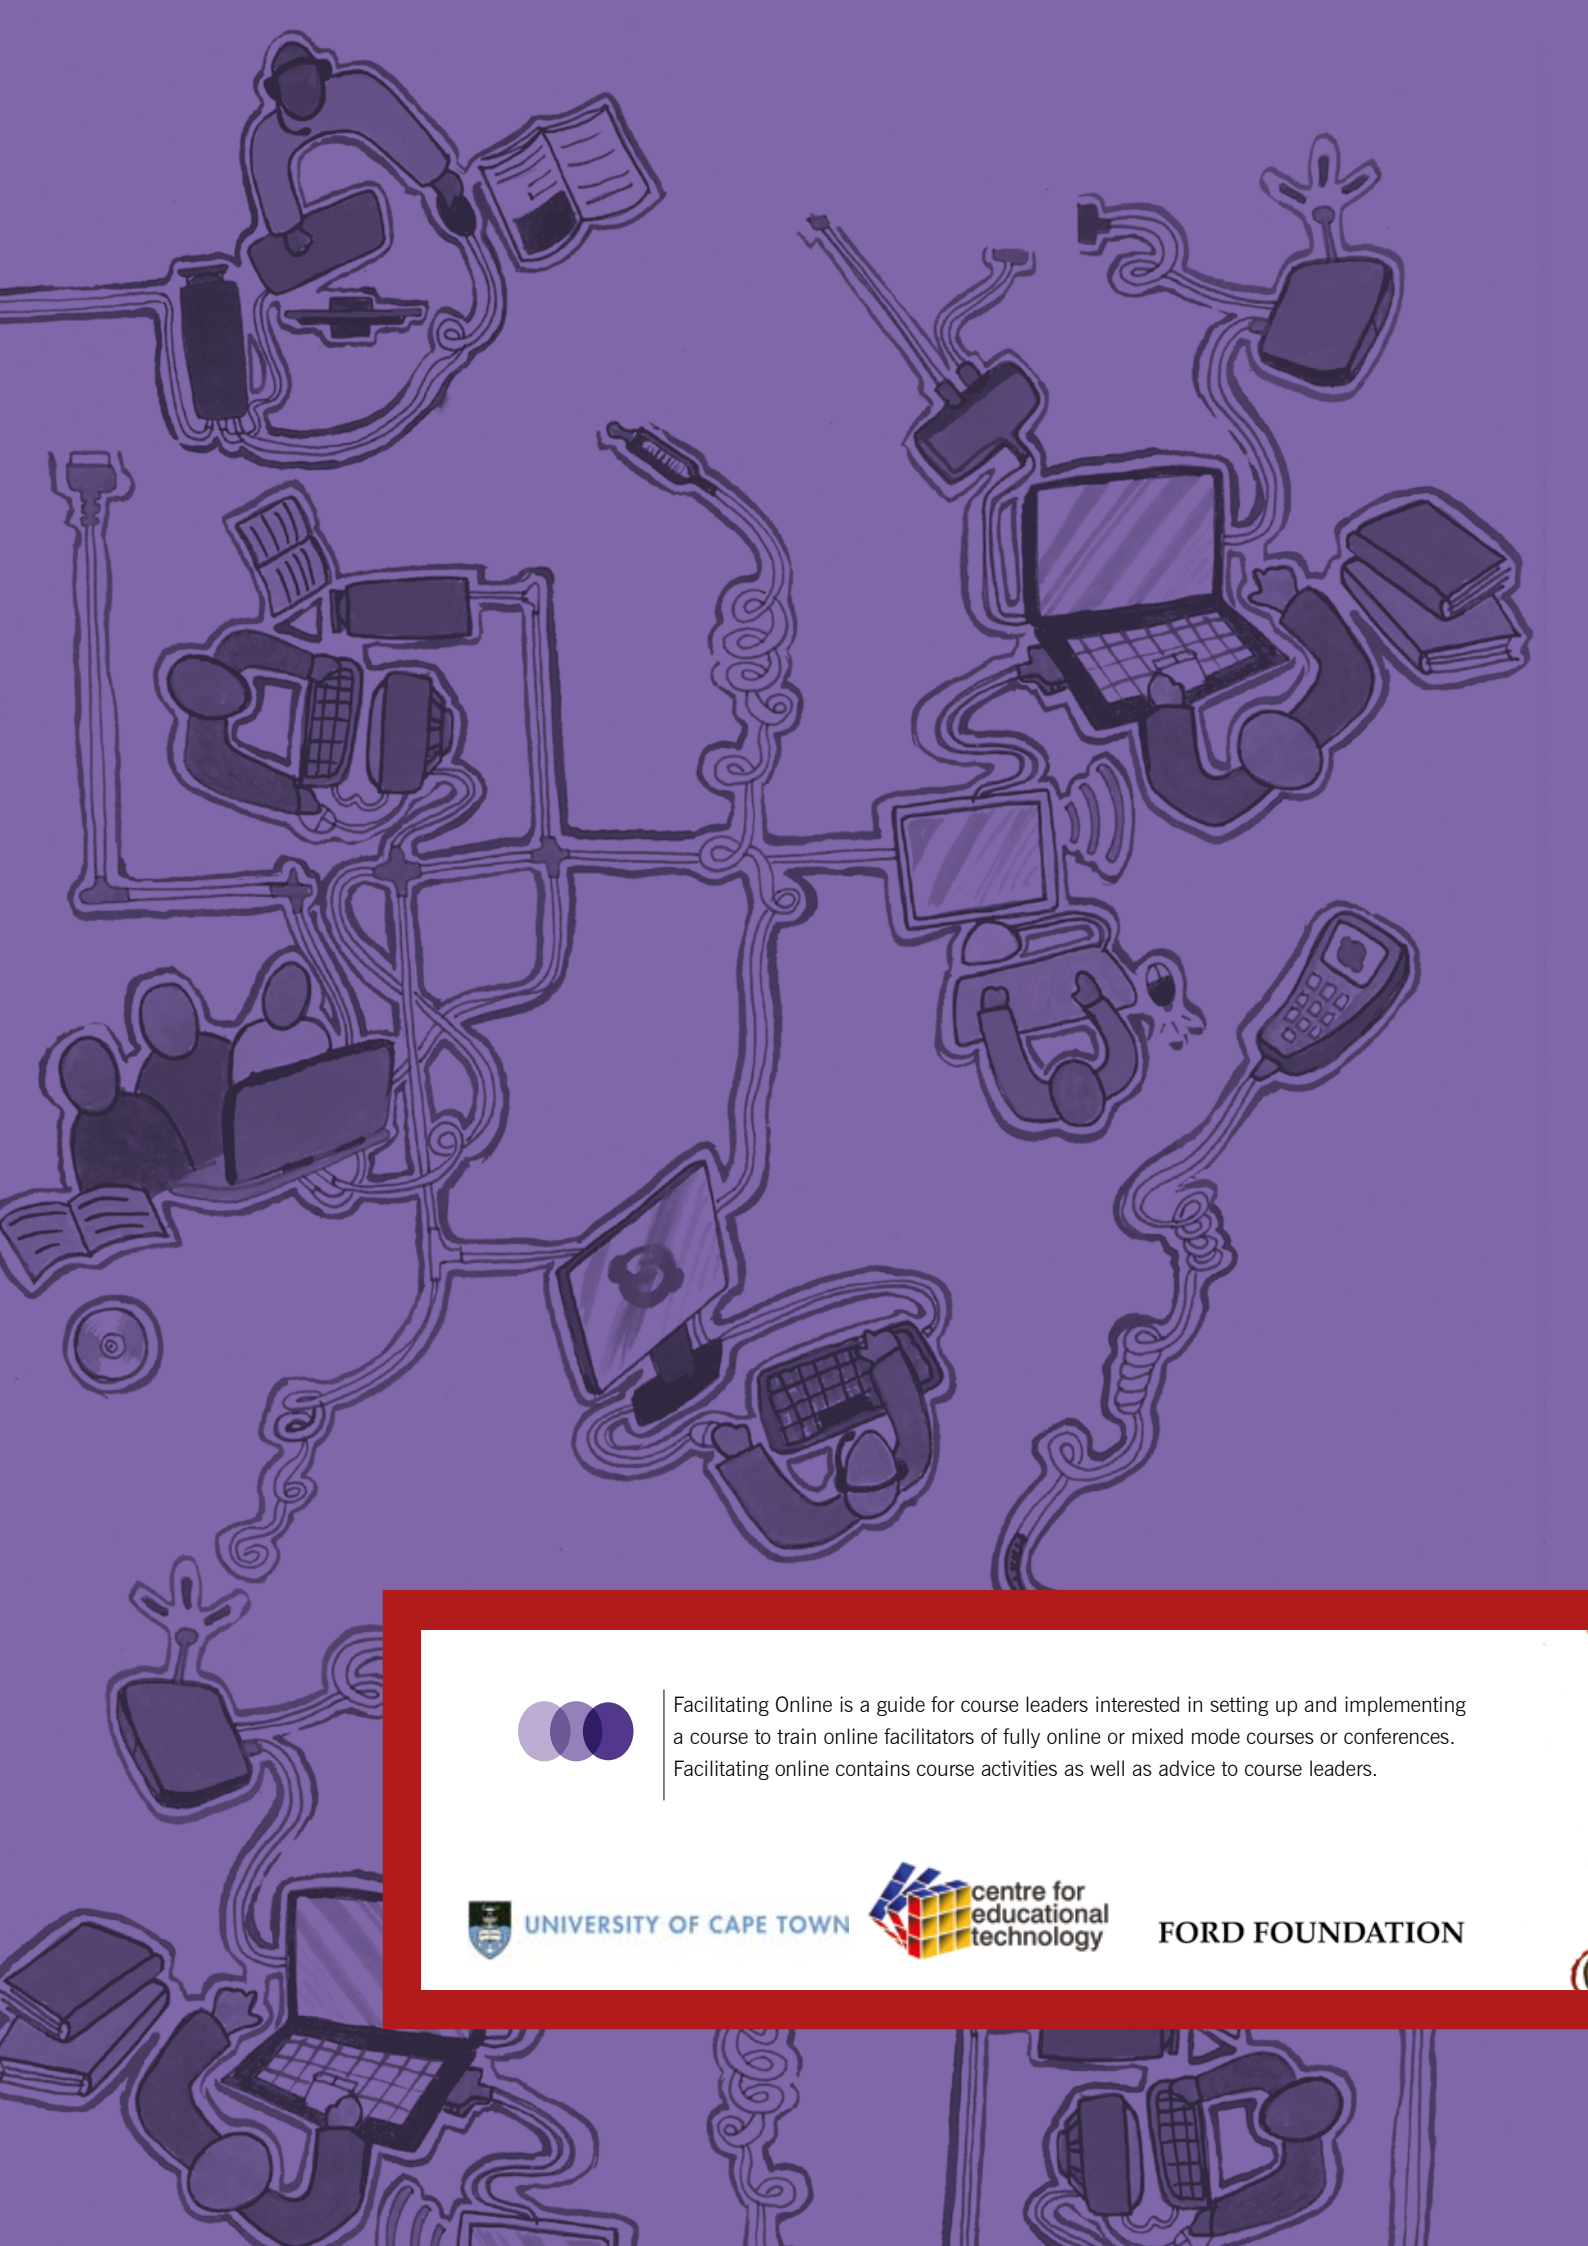 Facilitating Online is a guide for course leaders interested in setting up and implementing
a course to train online facilitators of fully online or mixed mode courses or conferences.
Facilitating online contains course activities as well as advice to course leaders.
UNIVERSITY OF CAPE TOWN
centre for
educational
technology
FORD FOUNDATION